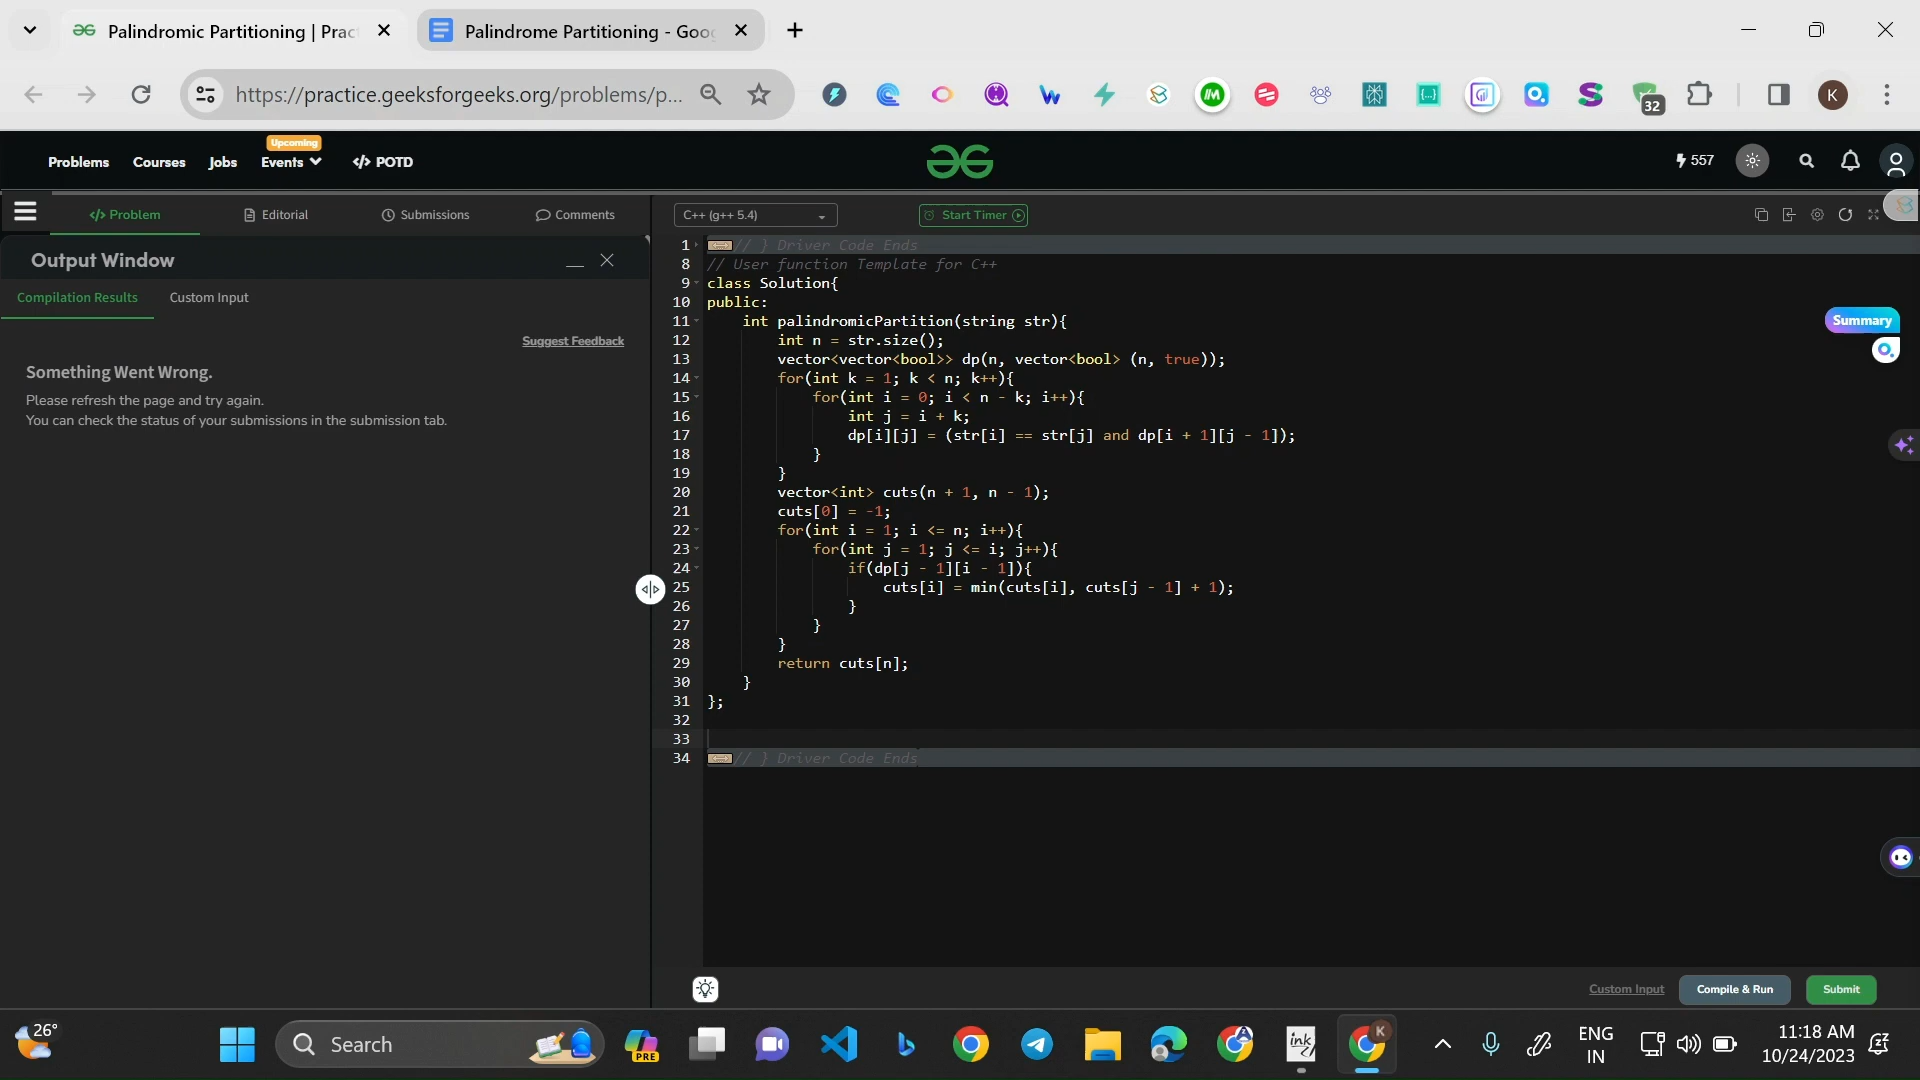 Palindromic Partitioning | Prac
Palindrome Partitioning - Goog
https://practice.geeksforgeeks.org/problems/p...
32
K
Problems
Courses
Jobs
Upcoming
Events
</> POTD
557
</> Problem
Editorial
Submissions
Comments
C++ (g++ 5.4)
Start Timer
Output Window
Compilation Results
Custom Input
Suggest Feedback
Something Went Wrong.
Please refresh the page and try again.
You can check the status of your submissions in the submission tab.
1 // } Driver Code Ends
8 // User function Template for C++
9 class Solution{
10 public:
11 int palindromicPartition(string str){
12 int n = str.size();
13 vector<vector<bool>> dp(n, vector<bool> (n, true));
14 for(int k = 1; k < n; k++){
15 for(int i = 0; i < n - k; i++){
16 int j = i + k;
17 dp[i][j] = (str[i] == str[j] and dp[i + 1][j - 1]);
18 }
19 }
20 vector<int> cuts(n + 1, n - 1);
21 cuts[0] = -1;
22 for(int i = 1; i <= n; i++){
23 for(int j = 1; j <= i; j++){
24 if(dp[j - 1][i - 1]){
25 cuts[i] = min(cuts[i], cuts[j - 1] + 1);
26 }
27 }
28 }
29 return cuts[n];
30 }
31 };
32
33
34 // } Driver Code Ends
Summary
Custom Input
Compile & Run
Submit
26°
Search
PRE
ink
K
ENG
IN
11:18 AM
10/24/2023